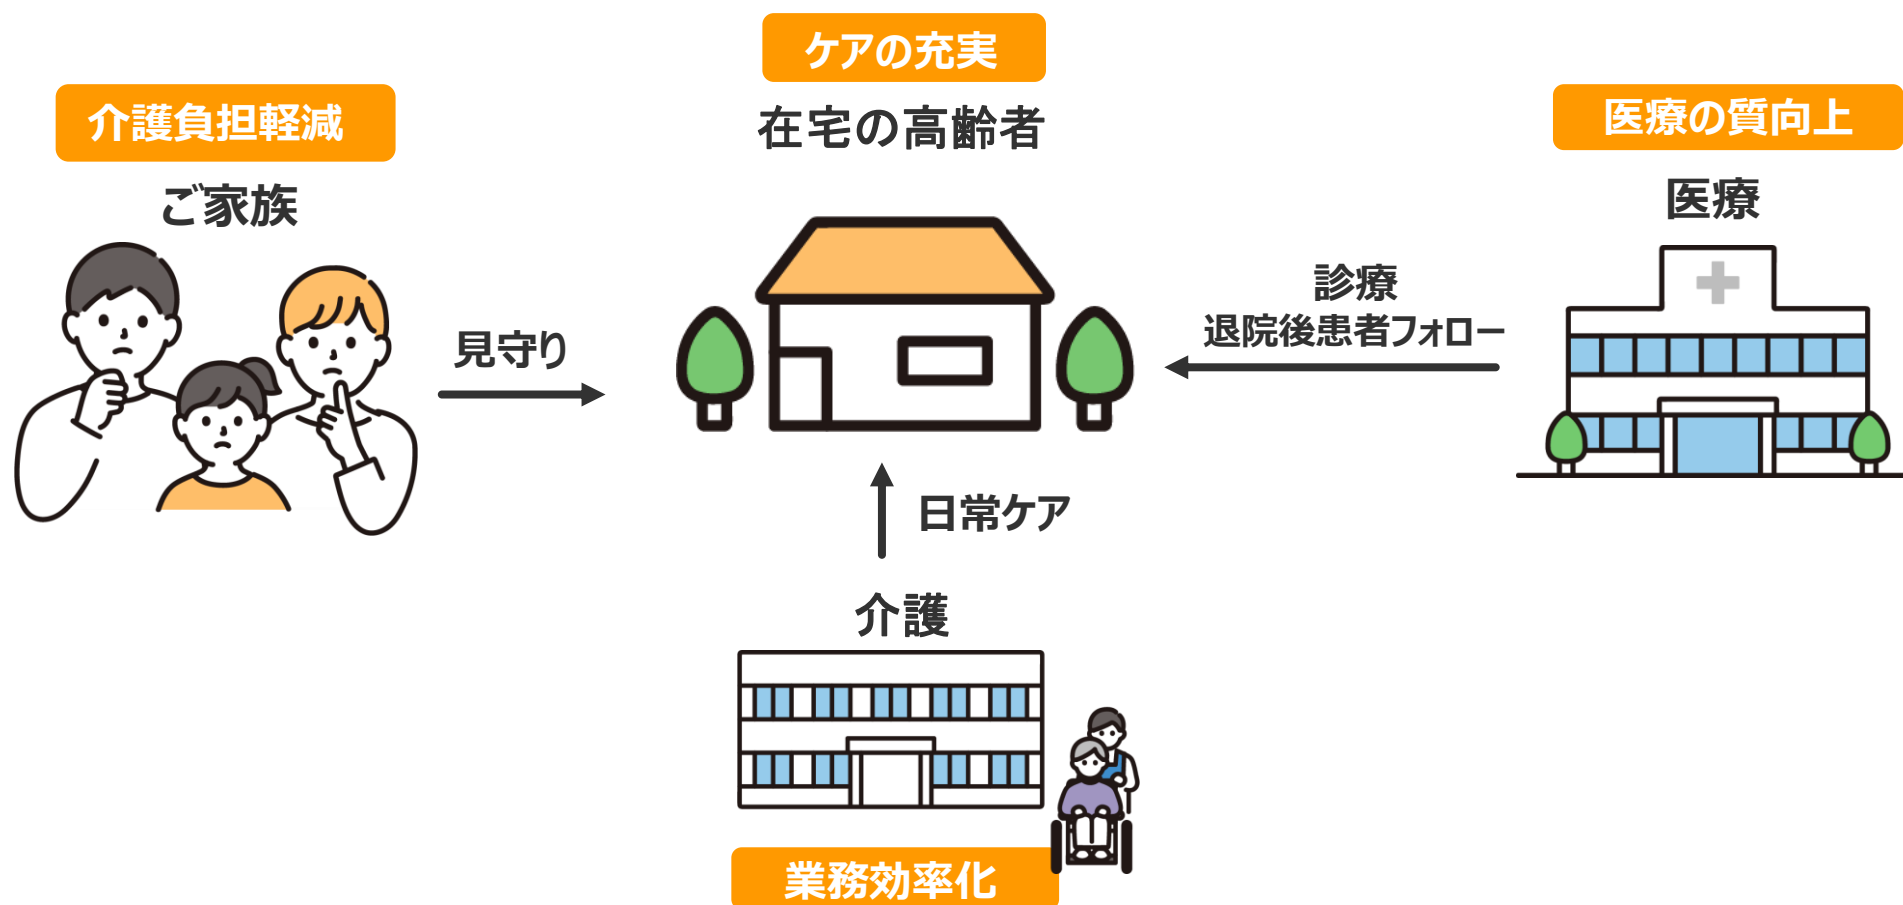 ケアの充実
在宅の高齢者
介護負担軽減
ご家族
見守り
医療の質向上
医療
診療
退院後患者フォロー
日常ケア
介護
業務効率化